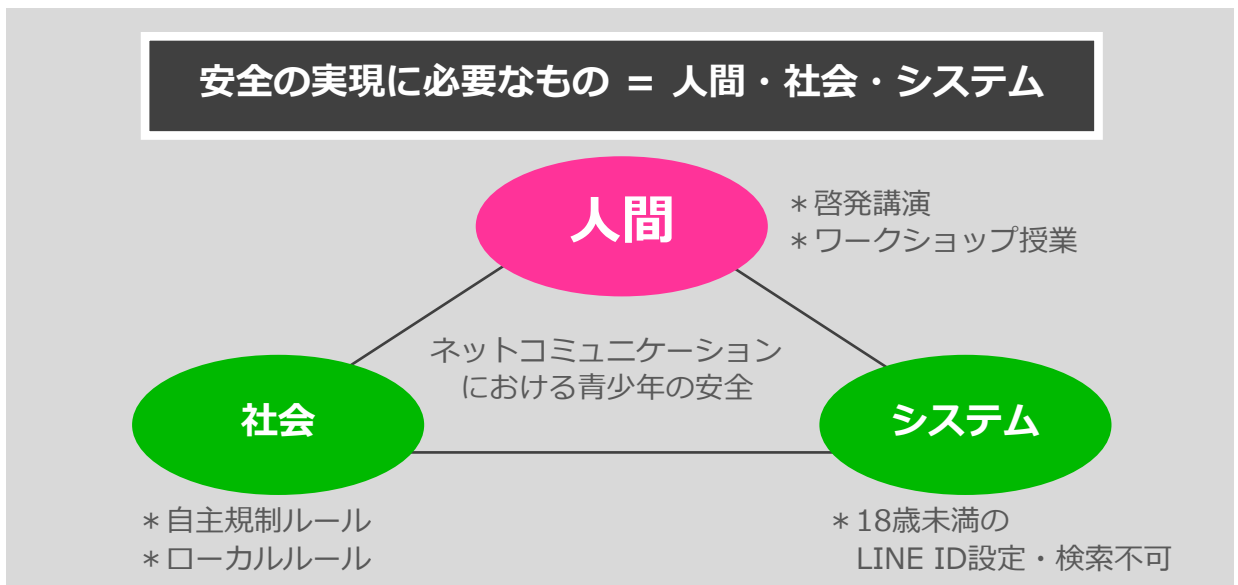 安全の実現に必要なもの = 人間・社会・システム
人間
＊啓発講演
＊ワークショップ授業
ネットコミュニケーション
における青少年の安全
社会
システム
＊自主規制ルール
＊ローカルルール
＊18歳未満の
LINE ID設定・検索不可